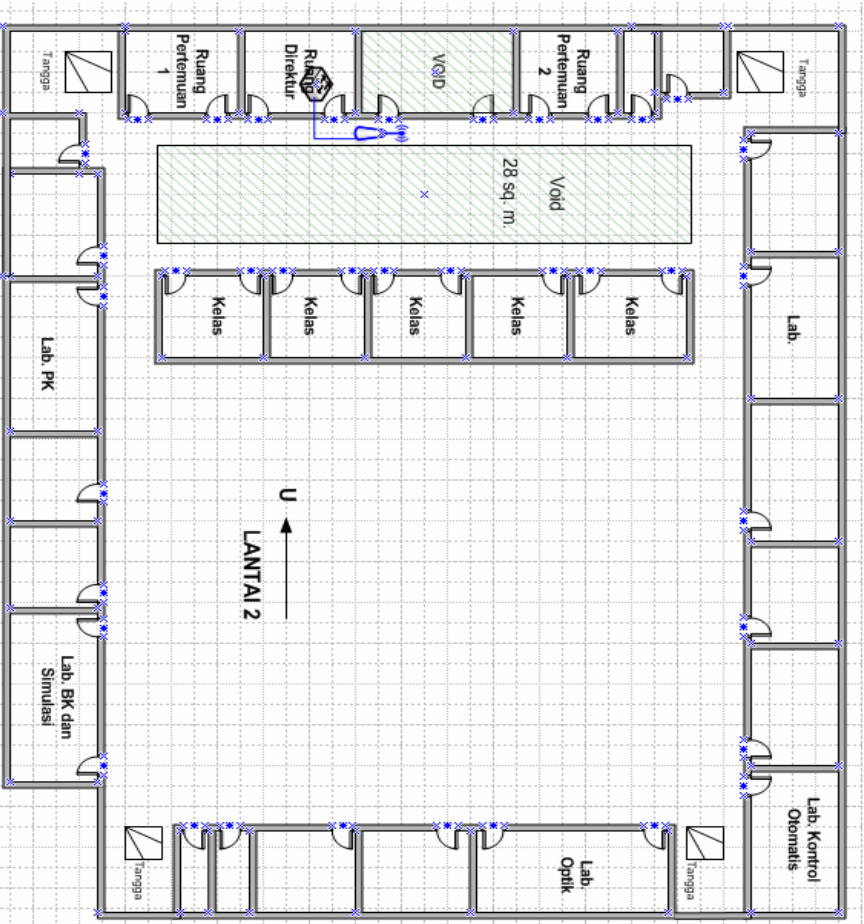 Tangga
Ruang
Pertemuan
1
Ruang
Direktur
VOID
Ruang
Pertemuan
2
Tangga
Void
28 sq. m.
Kelas
Kelas
Kelas
Kelas
Kelas
Lab.
Lab. PK
U
LANTAI 2
Lab. BK dan
Simulasi
Lab. Kontrol
Otomatis
Tangga
Lab.
Optik
Tangga